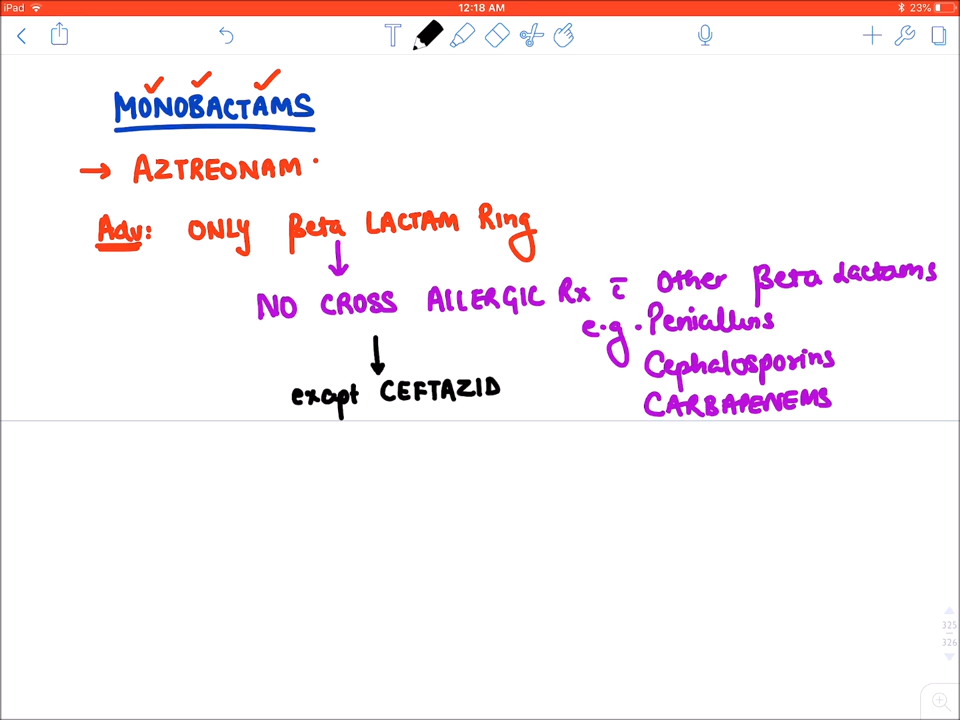 iPad 12:18 AM 23%
T
MONOBACTAMS
→ AZTREONAM
Adv: ONLY Beta LACTAM Ring
NO CROSS ALLERGIC Rx c̄ Other Beta Lactams
e.g. Penicillins
Cephalosporins
CARBAPENEMS
except CEFTAZID
325
326